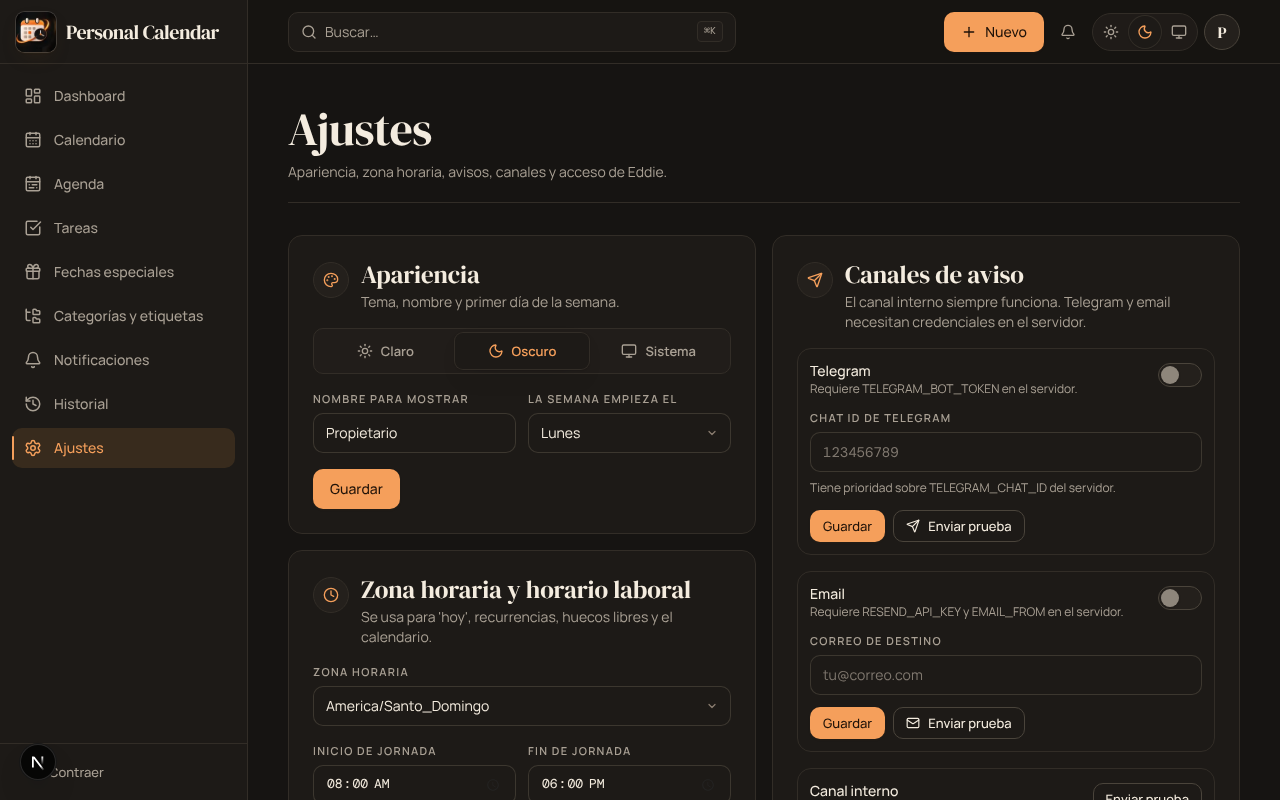 Personal Calendar
Buscar...
⌘K
Nuevo
P
Dashboard
Calendario
Agenda
Tareas
Fechas especiales
Categorías y etiquetas
Notificaciones
Historial
Ajustes
N
Contraer
Ajustes
Apariencia, zona horaria, avisos, canales y acceso de Eddie.
Apariencia
Tema, nombre y primer día de la semana.
Claro
Oscuro
Sistema
NOMBRE PARA MOSTRAR
LA SEMANA EMPIEZA EL
Propietario
Lunes
Guardar
Zona horaria y horario laboral
Se usa para 'hoy', recurrencias, huecos libres y el
calendario.
ZONA HORARIA
America/Santo_Domingo
INICIO DE JORNADA
FIN DE JORNADA
08:00 AM
06:00 PM
Canales de aviso
El canal interno siempre funciona. Telegram y email
necesitan credenciales en el servidor.
Telegram
Requiere TELEGRAM_BOT_TOKEN en el servidor.
CHAT ID DE TELEGRAM
123456789
Tiene prioridad sobre TELEGRAM_CHAT_ID del servidor.
Guardar
Enviar prueba
Email
Requiere RESEND_API_KEY y EMAIL_FROM en el servidor.
CORREO DE DESTINO
tu@correo.com
Guardar
Enviar prueba
Canal interno
Enviar prueba